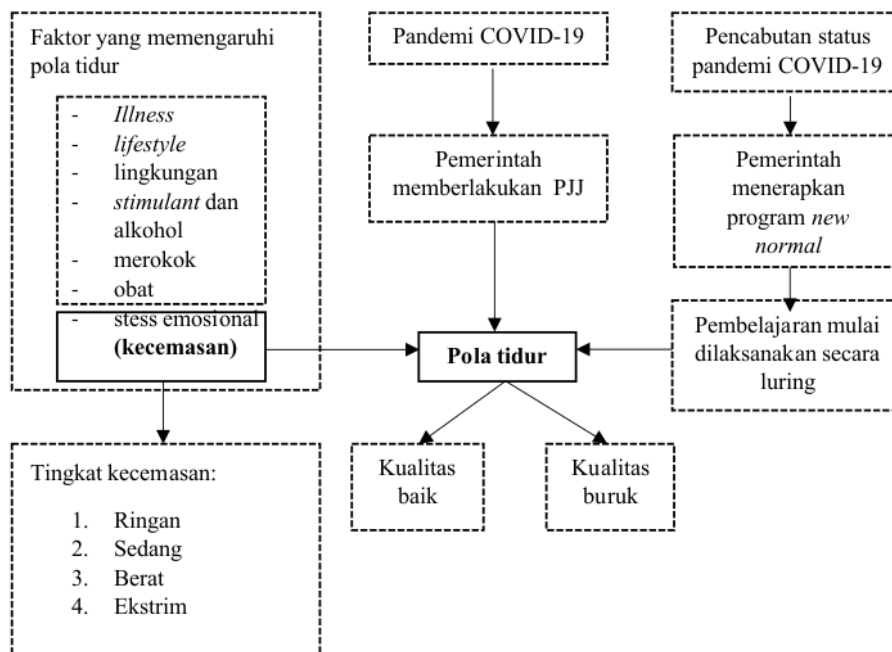 Faktor yang memengaruhi
pola tidur
- Illness
- lifestyle
- lingkungan
- stimulant dan
alkohol
- merokok
- obat
- stess emosional
(kecemasan)
Pandemi COVID-19
Pemerintah
memberlakukan PJJ
Pencabutan status
pandemi COVID-19
Pemerintah
menerapkan
program new
normal
Pembelajaran mulai
dilaksanakan secara
luring
Pola tidur
Kualitas
baik
Kualitas
buruk
Tingkat kecemasan:
1. Ringan
2. Sedang
3. Berat
4. Ekstrim